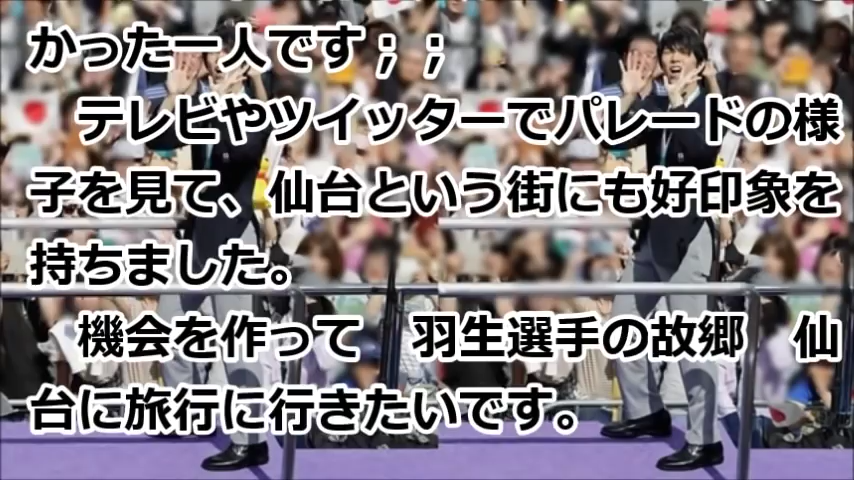 かった一人です；；
　テレビやツイッターでパレードの様
子を見て、仙台という街にも好印象を
持ちました。
　機会を作って　羽生選手の故郷　仙
台に旅行に行きたいです。